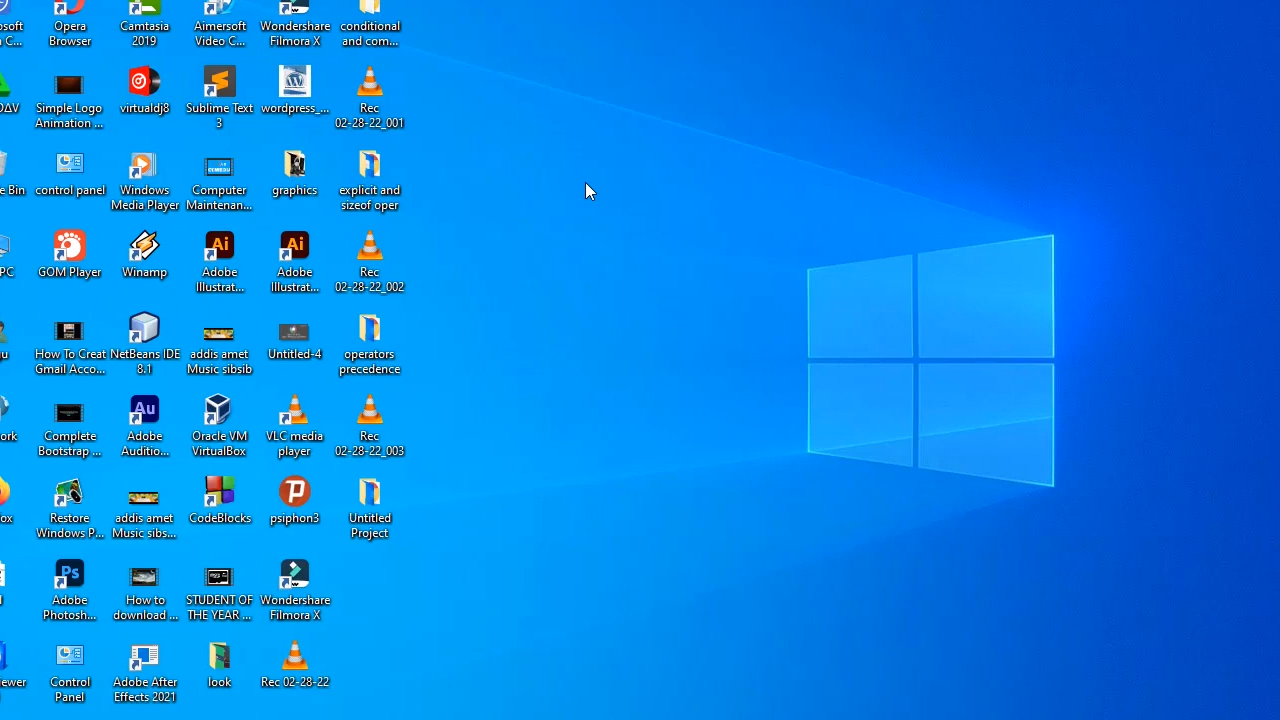 Opera
Browser
Camtasia
2019
Aimersoft
Video C...
Wondershare
Filmora X
conditional
and com...
Simple Logo
Animation ...
virtualdj8
Sublime Text
3
wordpress_...
Rec
02-28-22_001
e Bin
control panel
Windows
Media Player
Computer
Maintenan...
graphics
explicit and
sizeof oper
PC
GOM Player
Winamp
Adobe
Illustrat...
Adobe
Illustrat...
Rec
02-28-22_002
How To Creat
Gmail Acco...
NetBeans IDE
8.1
addis amet
Music sibsib
Untitled-4
operators
precedence
ork
Complete
Bootstrap ...
Adobe
Auditio...
Oracle VM
VirtualBox
VLC media
player
Rec
02-28-22_003
ox
Restore
Windows P...
addis amet
Music sibs...
CodeBlocks
psiphon3
Untitled
Project
Adobe
Photosh...
How to
download ...
STUDENT OF
THE YEAR ...
Wondershare
Filmora X
ewer
Control
Panel
Adobe After
Effects 2021
look
Rec 02-28-22